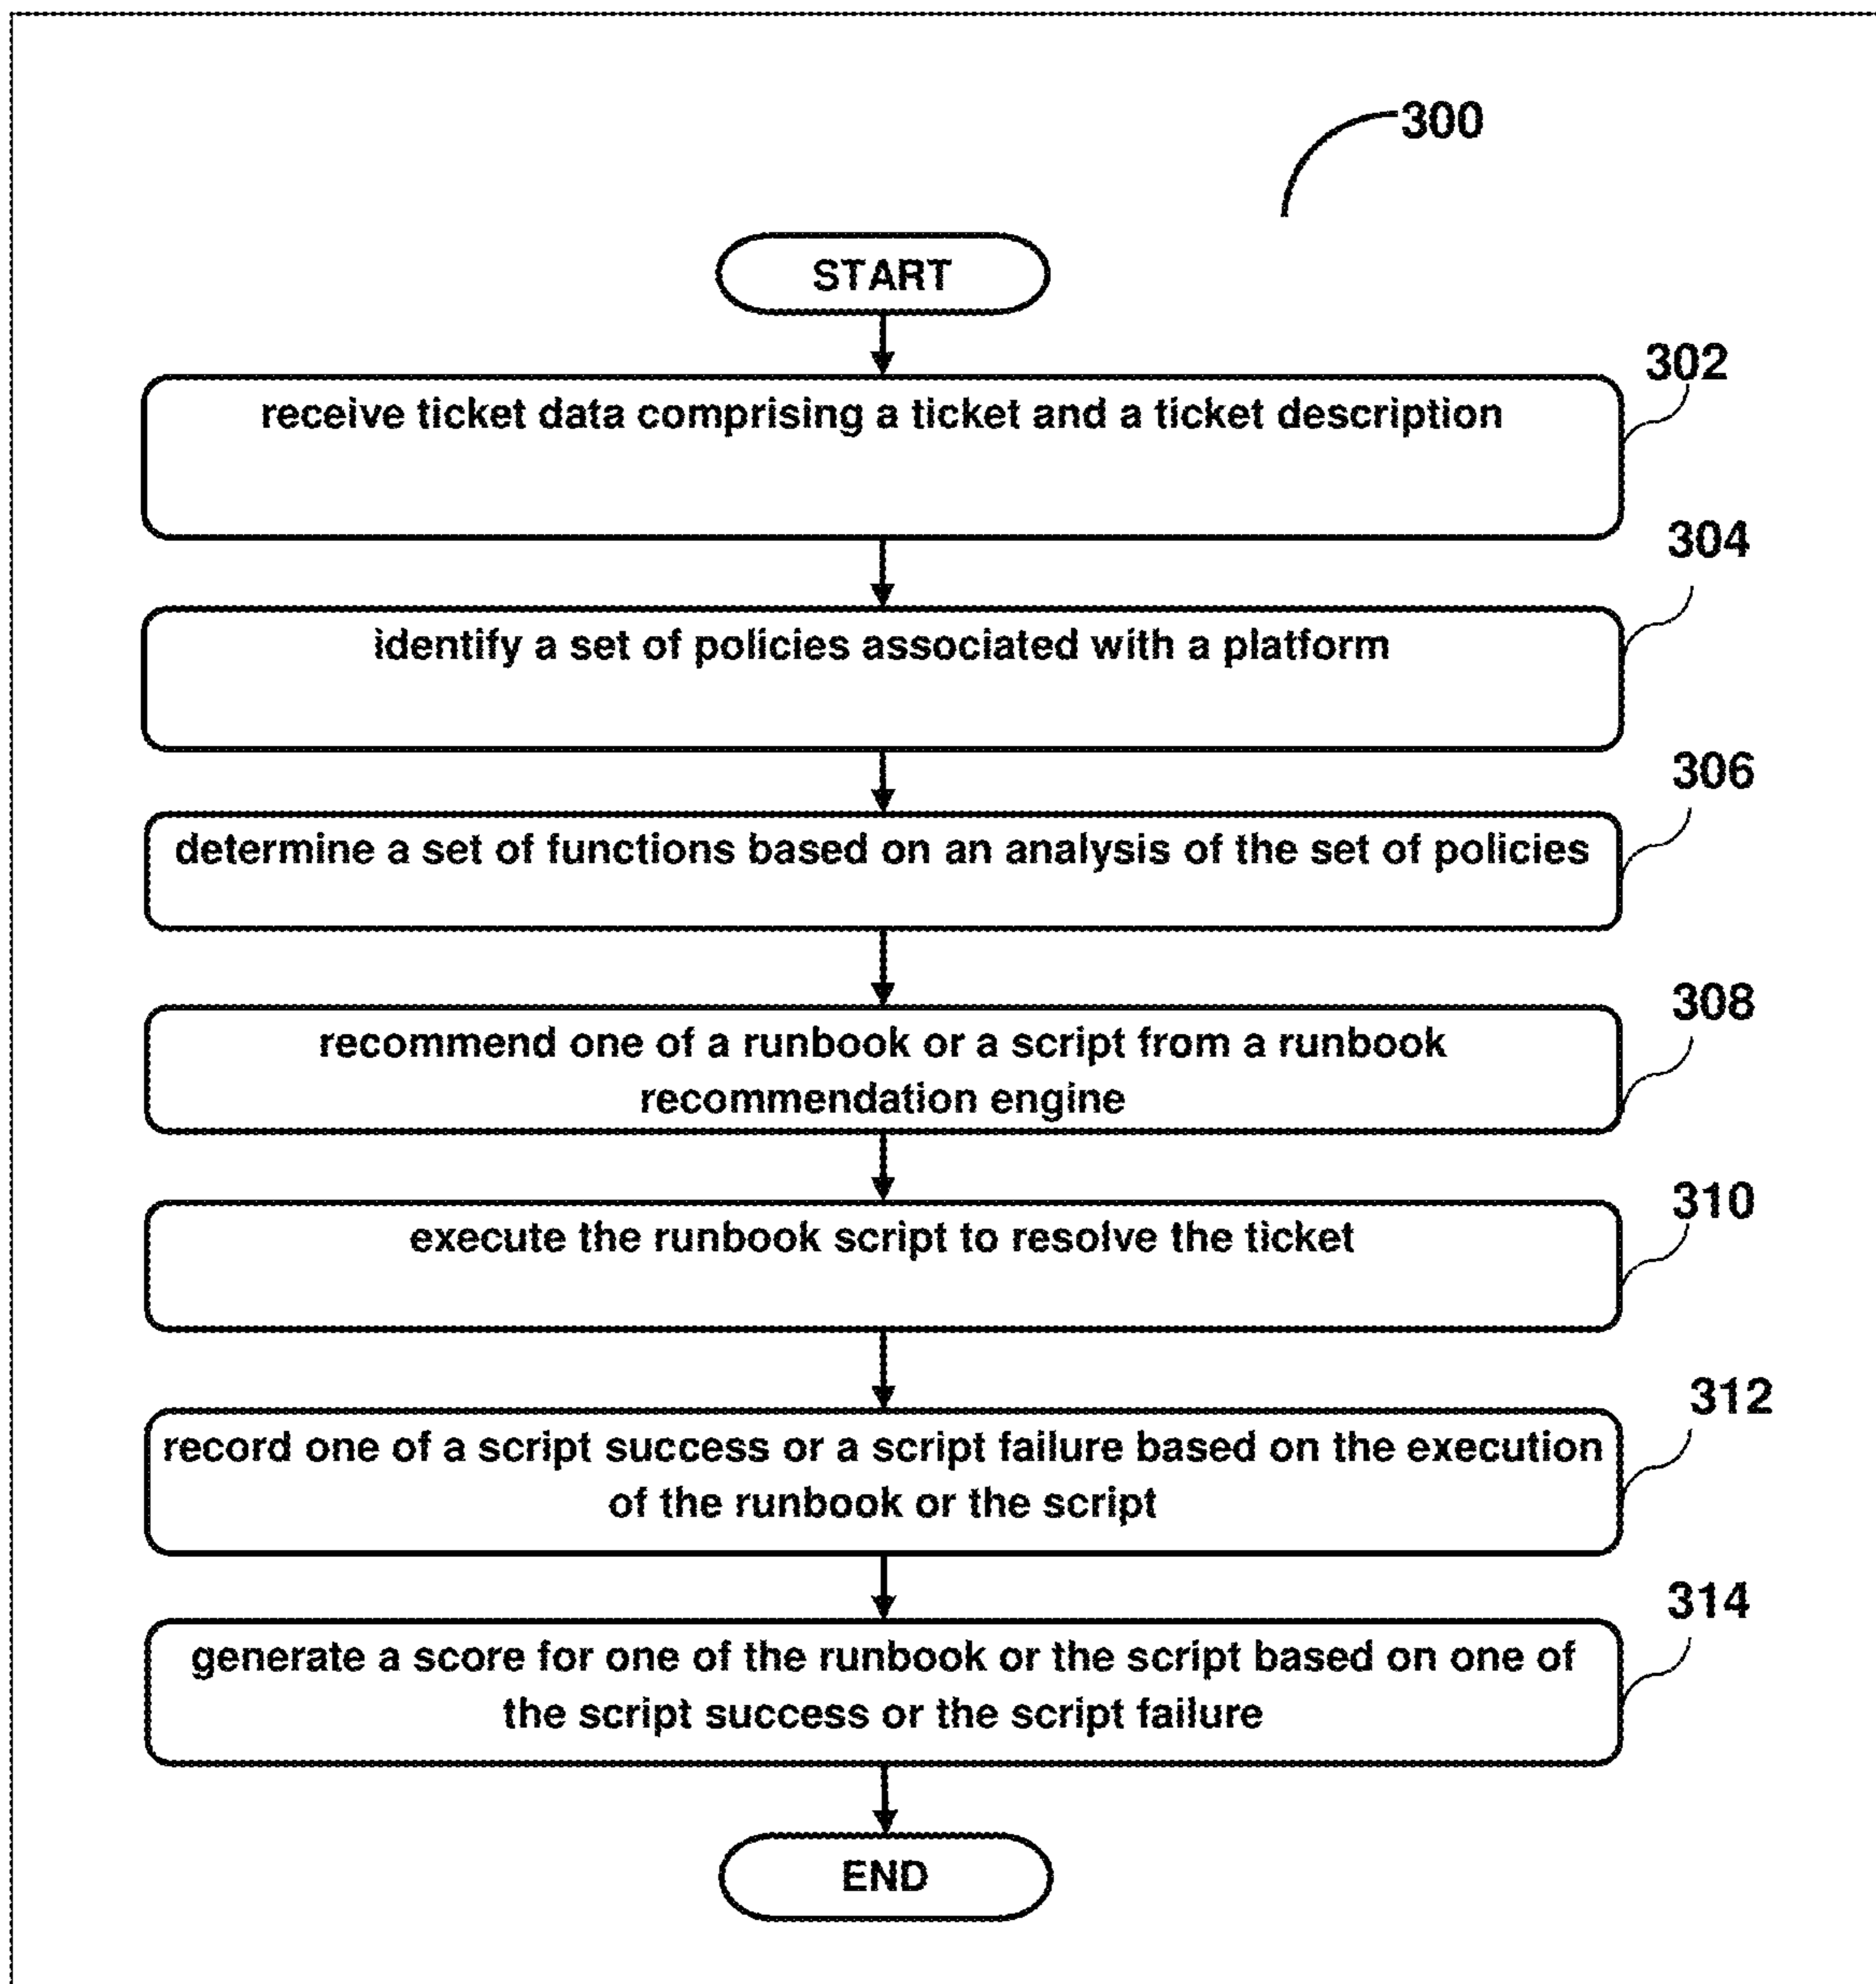 300
START
302
receive ticket data comprising a ticket and a ticket description
304
identify a set of policies associated with a platform
306
determine a set of functions based on an analysis of the set of policies
308
recommend one of a runbook or a script from a runbook
recommendation engine
310
execute the runbook script to resolve the ticket
312
record one of a script success or a script failure based on the execution
of the runbook or the script
314
generate a score for one of the runbook or the script based on one of
the script success or the script failure
END